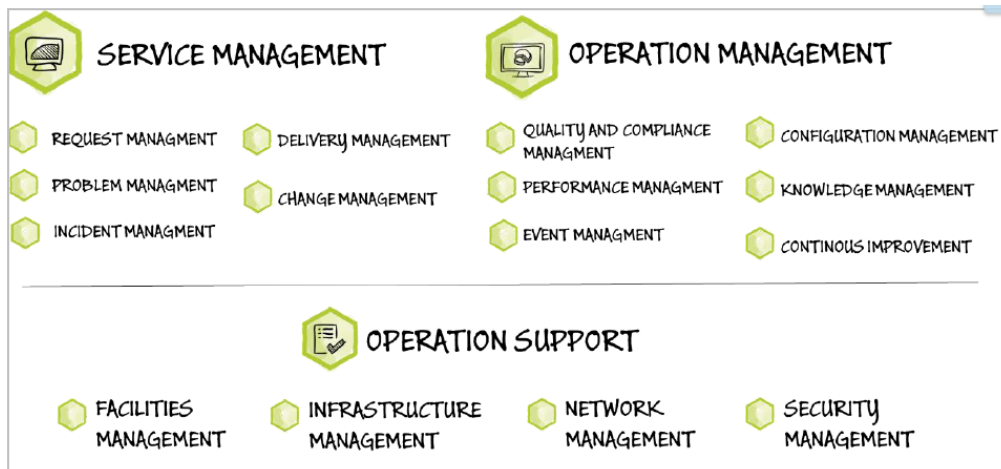 SERVICE MANAGEMENT
REQUEST MANAGMENT
PROBLEM MANAGMENT
INCIDENT MANAGMENT
DELIVERY MANAGEMENT
CHANGE MANAGEMENT
OPERATION MANAGEMENT
QUALITY AND COMPLIANCE
MANAGMENT
PERFORMANCE MANAGMENT
EVENT MANAGMENT
CONFIGURATION MANAGEMENT
KNOWLEDGE MANAGEMENT
CONTINOUS IMPROVEMENT
OPERATION SUPPORT
FACILITIES
MANAGEMENT
INFRASTRUCTURE
MANAGEMENT
NETWORK
MANAGEMENT
SECURITY
MANAGEMENT